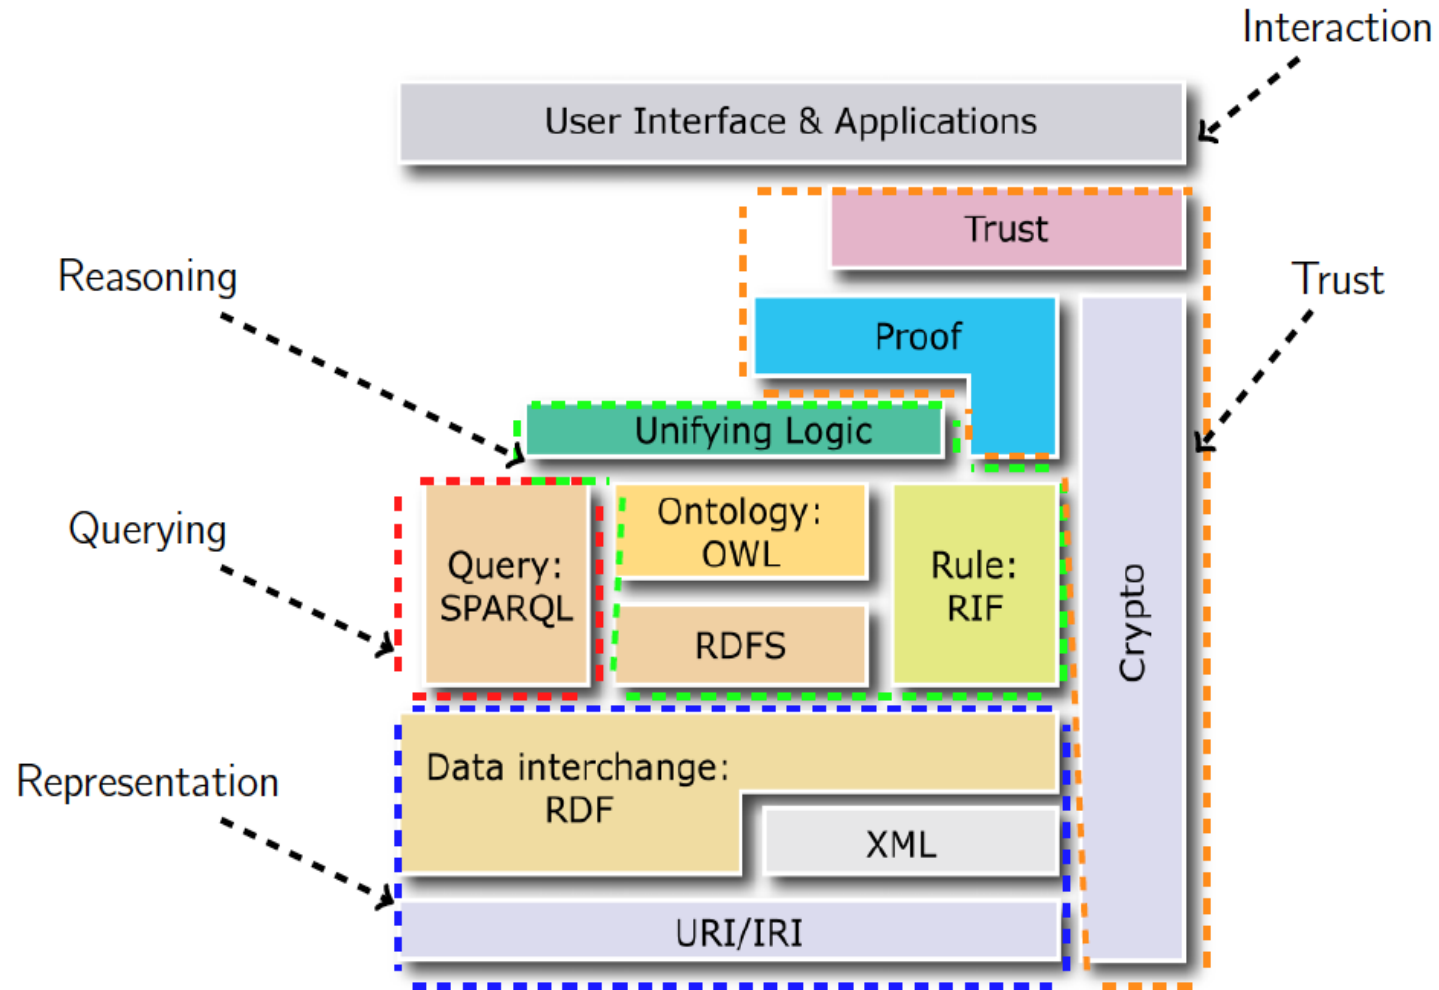 Interaction
User Interface & Applications
Trust
Reasoning
Trust
Proof
Unifying Logic
Querying
Ontology:
OWL
Query:
SPARQL
Rule:
RIF
RDFS
Crypto
Representation
Data interchange:
RDF
XML
URI/IRI